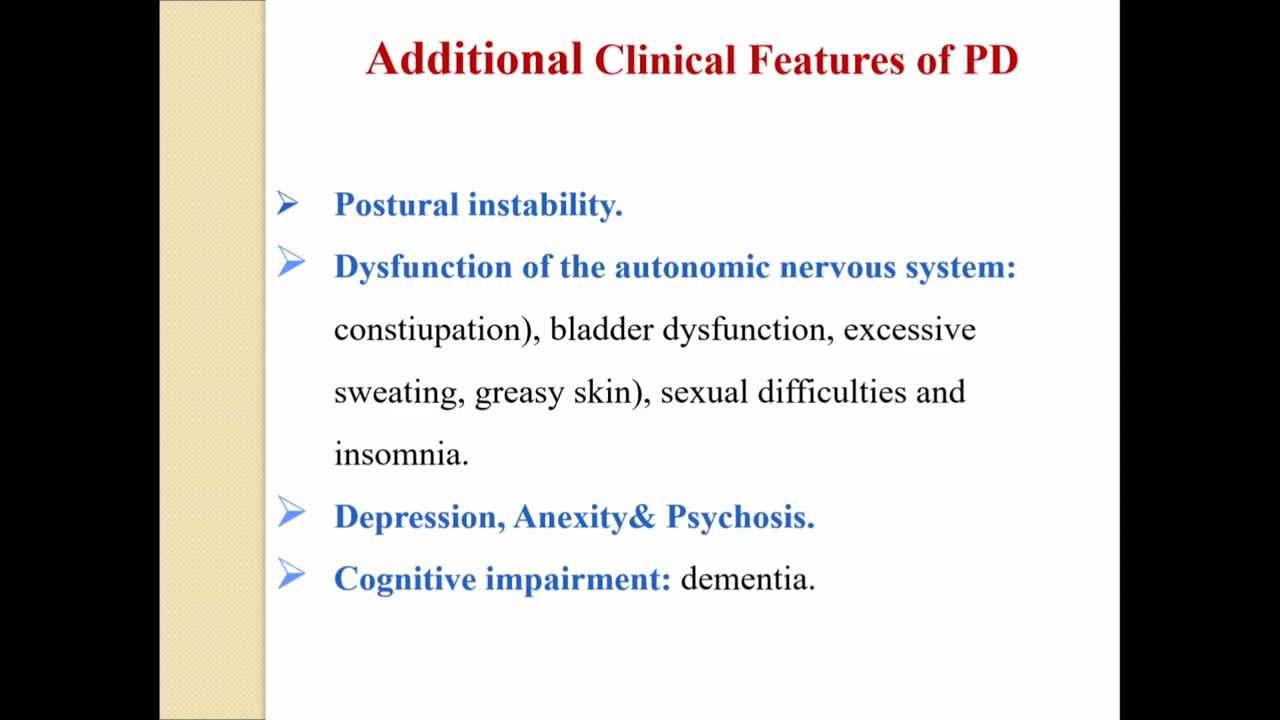 Additional Clinical Features of PD
Postural instability.
Dysfunction of the autonomic nervous system:
constiupation), bladder dysfunction, excessive
sweating, greasy skin), sexual difficulties and
insomnia.
Depression, Anexity& Psychosis.
Cognitive impairment: dementia.